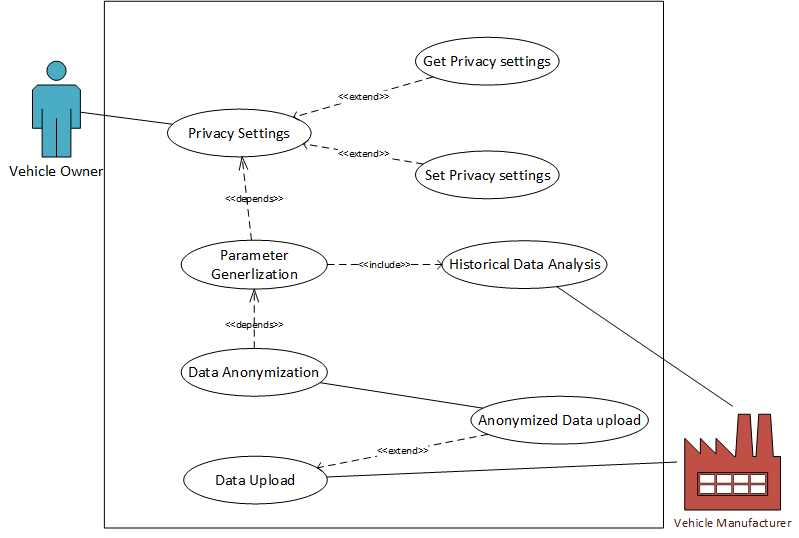 Get Privacy settings
<<extend>>
Privacy Settings
<<extend>>
Vehicle Owner
Set Privacy settings
<<depends>>
Parameter
Generlization
<<include>>
Historical Data Analysis
<<depends>>
Data Anonymization
Anonymized Data upload
<<extend>>
Data Upload
Vehicle Manufacturer